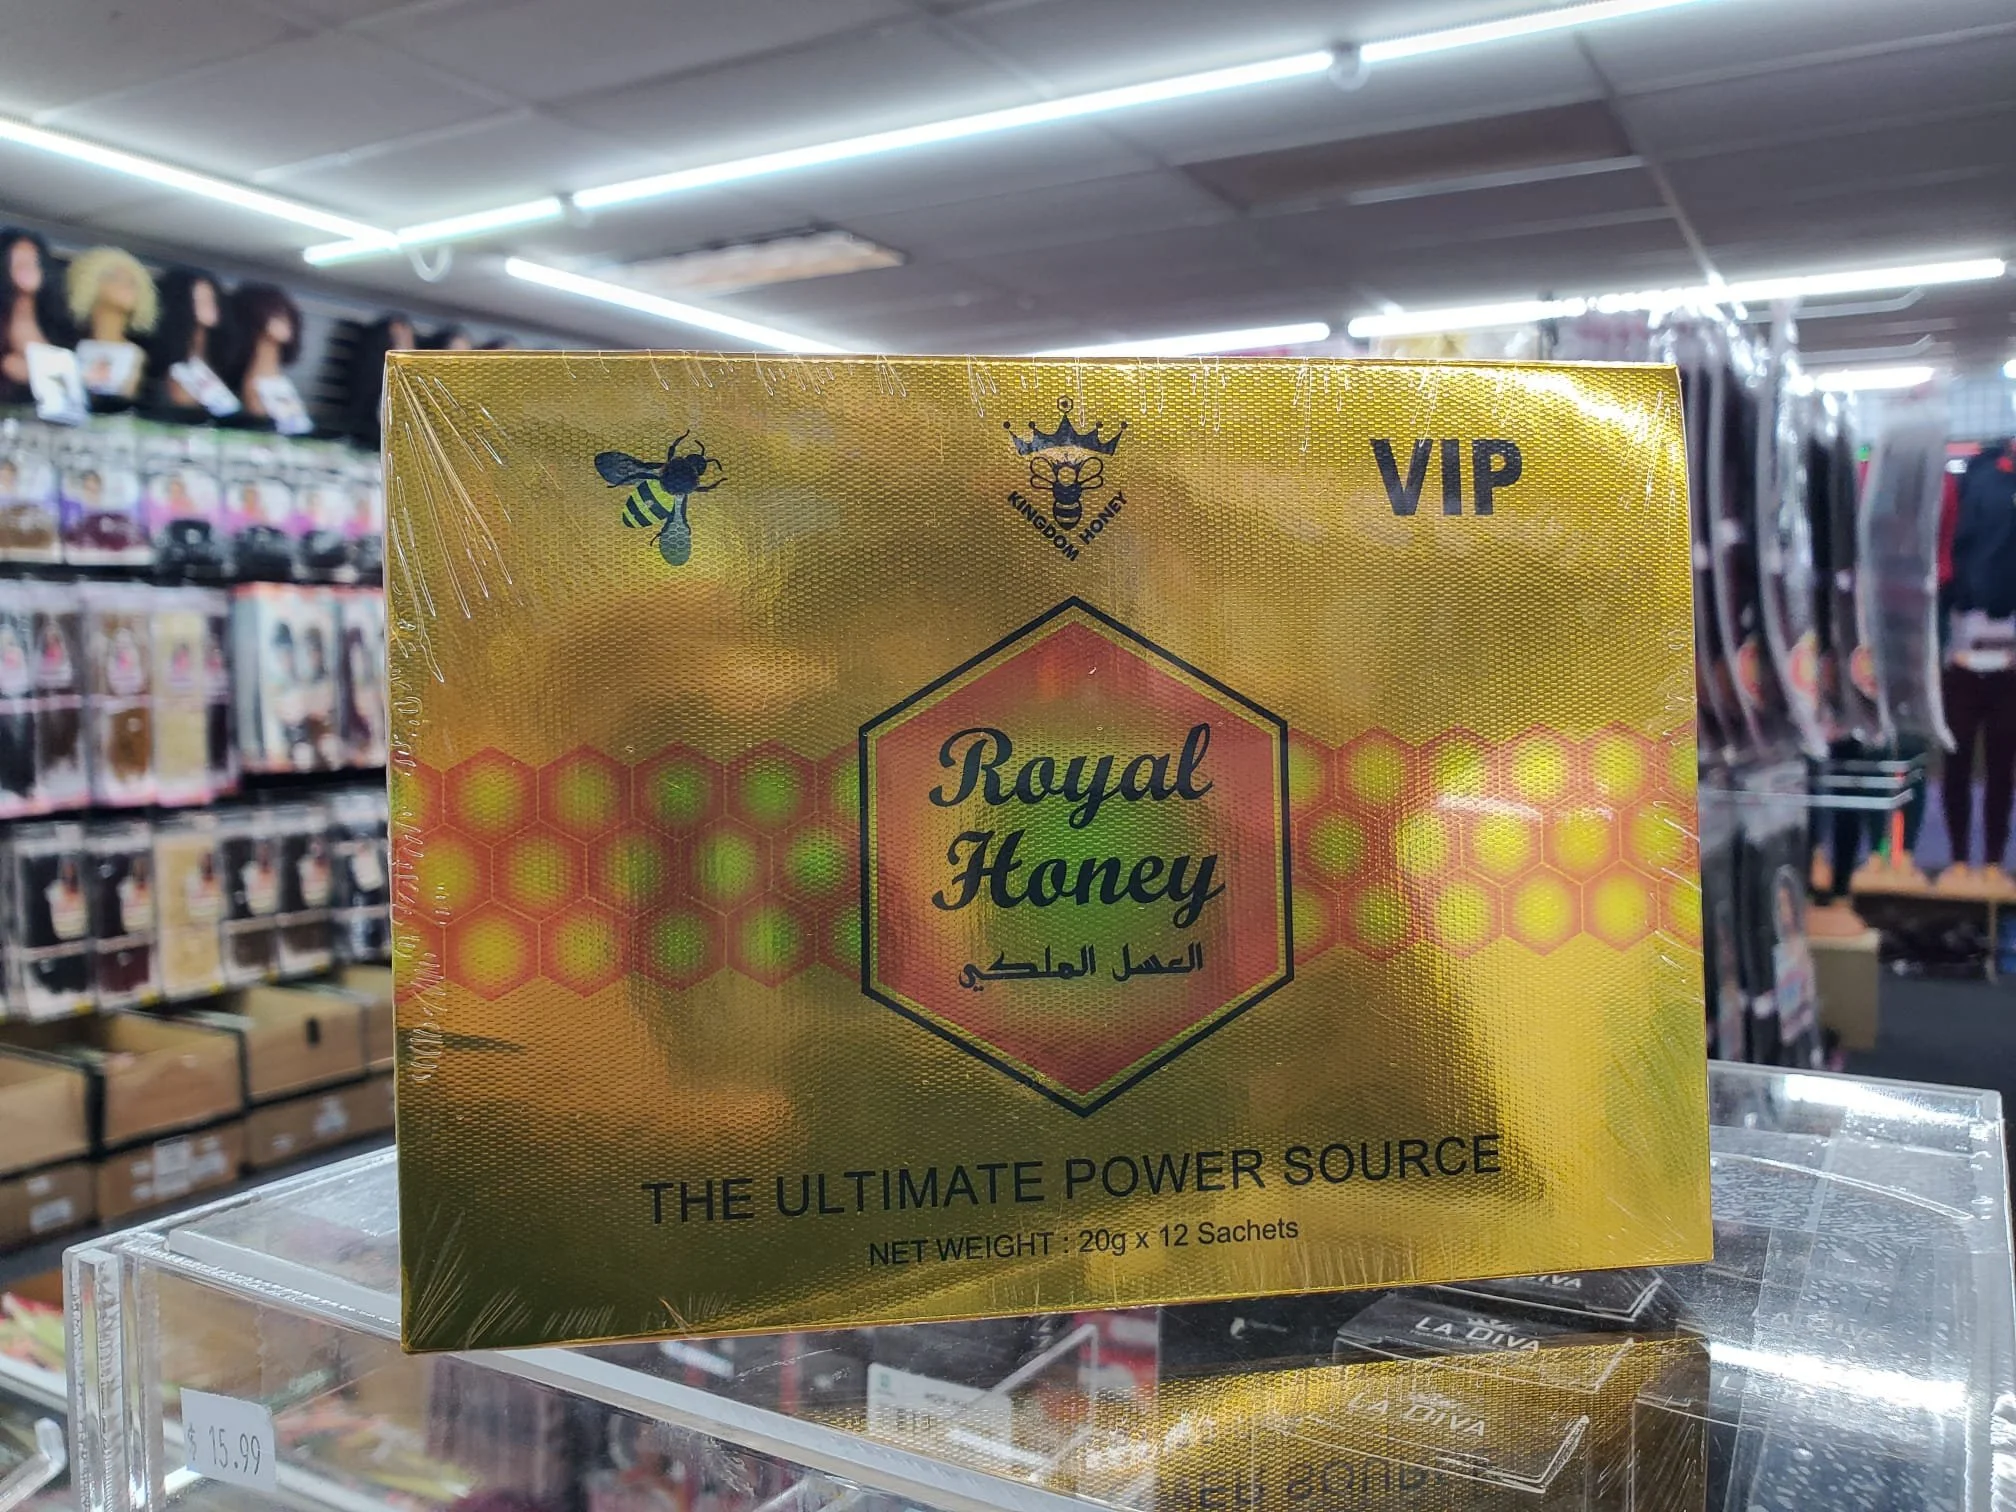 KINGDOM HONEY
VIP
Royal
Honey
العسل الملكي
THE ULTIMATE POWER SOURCE
NET WEIGHT : 20g x 12 Sachets
LA DIVA
LA DIVA
$ 15.99